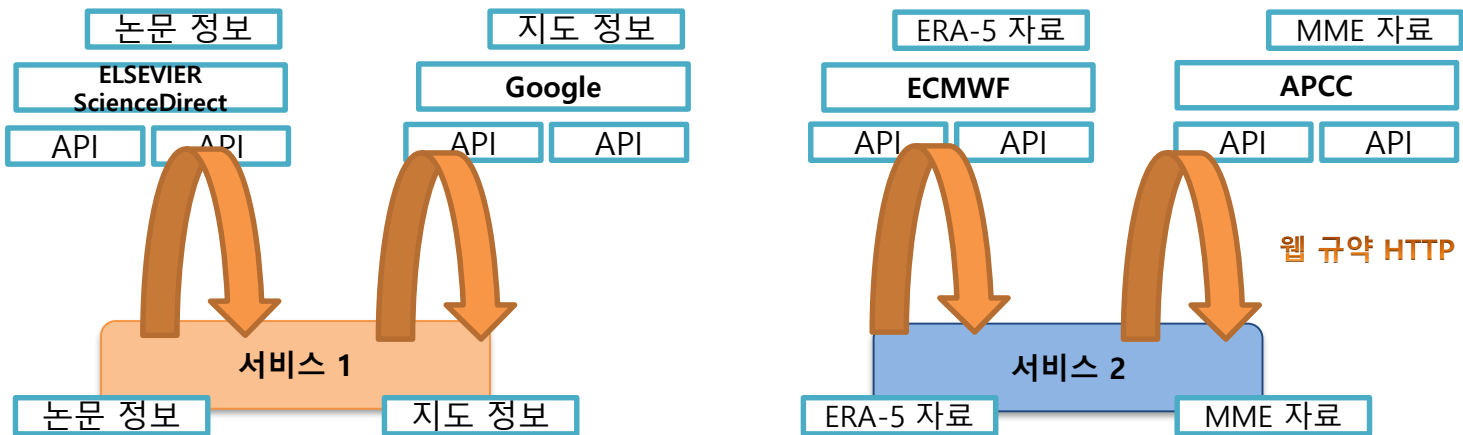 논문 정보
지도 정보
ERA-5 자료
MME 자료
ELSEVIER
ScienceDirect
Google
ECMWF
APCC
API
API
API
API
API
API
API
API
웹 규약 HTTP
서비스 1
서비스 2
논문 정보
지도 정보
ERA-5 자료
MME 자료